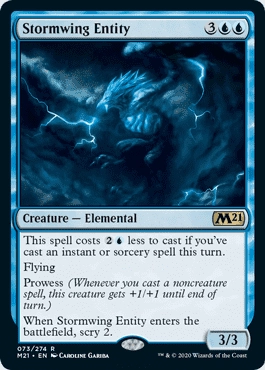 Stormwing Entity 3
Creature — Elemental M21
This spell costs 2 less to cast if you've
cast an instant or sorcery spell this turn.
Flying
Prowess (Whenever you cast a noncreature
spell, this creature gets +1/+1 until end of
turn.)
When Stormwing Entity enters the
battlefield, scry 2.
3/3
073/274 R
M21 • EN Caroline Gariba ™ & © 2020 Wizards of the Coast